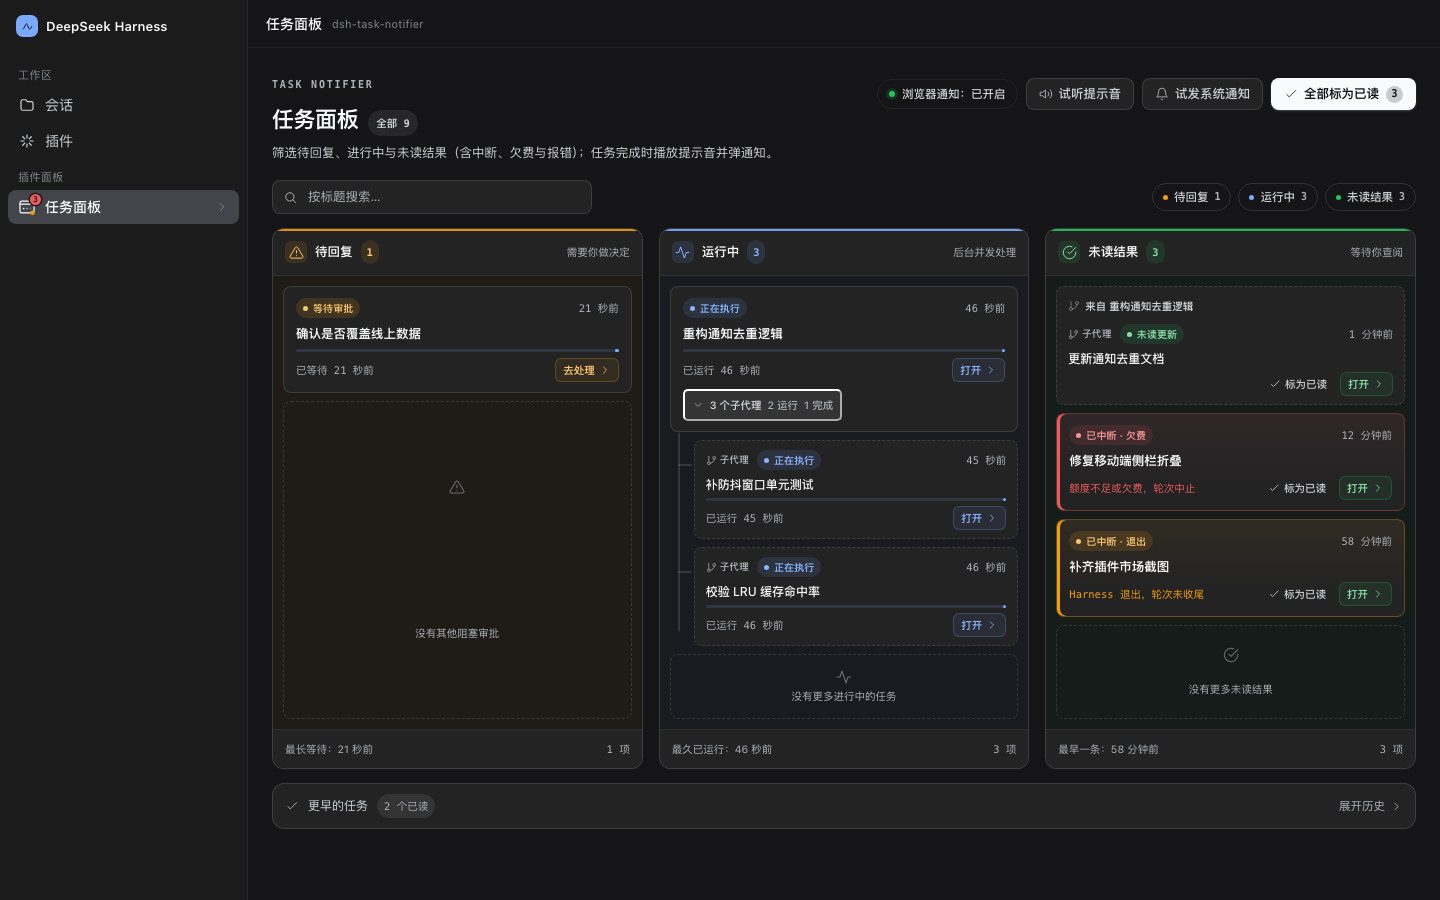 DeepSeek Harness
工作区
会话
插件
插件面板
3
任务面板
任务面板 dsh-task-notifier
TASK NOTIFIER
任务面板 全部 9
筛选待回复、进行中与未读结果（含中断、欠费与报错）；任务完成时播放提示音并弹通知。
浏览器通知：已开启
试听提示音
试发系统通知
全部标为已读 3
按标题搜索...
待回复 1
运行中 3
未读结果 3
待回复 1
需要你做决定
等待审批
21 秒前
确认是否覆盖线上数据
已等待 21 秒前
去处理
没有其他阻塞审批
最长等待：21 秒前
1 项
运行中 3
后台并发处理
正在执行
46 秒前
重构通知去重逻辑
已运行 46 秒前
打开
3 个子代理 2 运行 1 完成
子代理 正在执行
45 秒前
补防抖窗口单元测试
已运行 45 秒前
打开
子代理 正在执行
46 秒前
校验 LRU 缓存命中率
已运行 46 秒前
打开
没有更多进行中的任务
最久已运行：46 秒前
3 项
未读结果 3
等待你查阅
来自 重构通知去重逻辑
子代理 未读更新
1 分钟前
更新通知去重文档
标为已读
打开
已中断 · 欠费
12 分钟前
修复移动端侧栏折叠
额度不足或欠费，轮次中止
标为已读
打开
已中断 · 退出
58 分钟前
补齐插件市场截图
Harness 退出，轮次未收尾
标为已读
打开
没有更多未读结果
最早一条：58 分钟前
3 项
更早的任务 2 个已读
展开历史